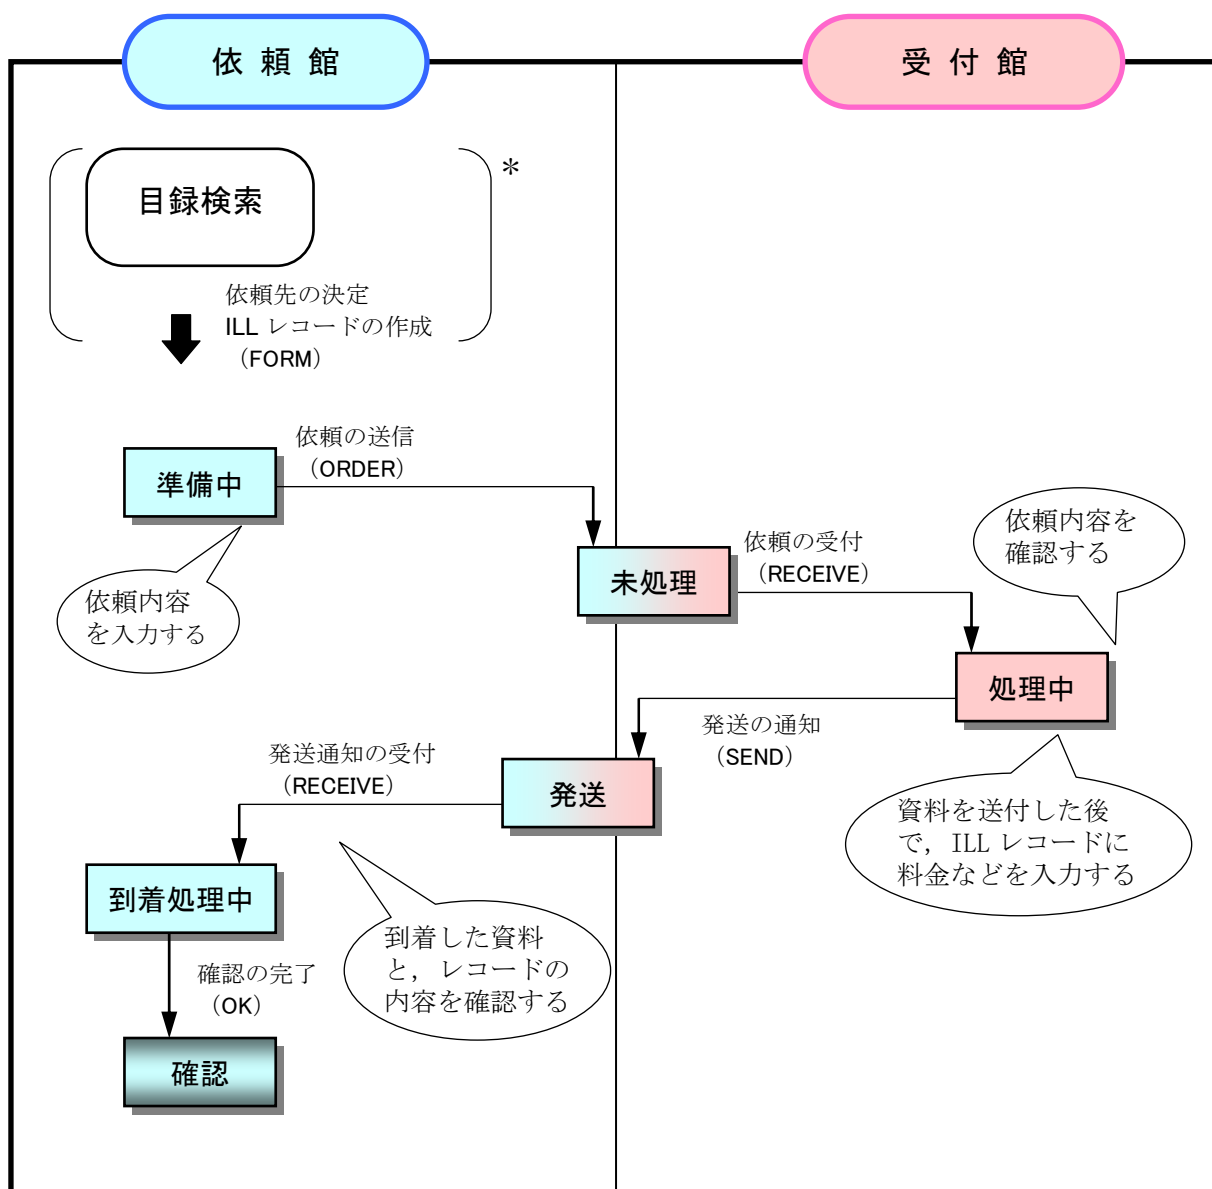 依 頼 館
受 付 館
目録検索
*
依頼先の決定
ILL レコードの作成
（FORM）
準備中
依頼の送信
（ORDER）
依頼内容
を入力する
未処理
依頼の受付
（RECEIVE）
依頼内容を
確認する
処理中
発送の通知
（SEND）
資料を送付した後
で，ILL レコードに
料金などを入力する
発送
発送通知の受付
（RECEIVE）
到着処理中
到着した資料
と，レコードの
内容を確認する
確認の完了
（OK）
確認